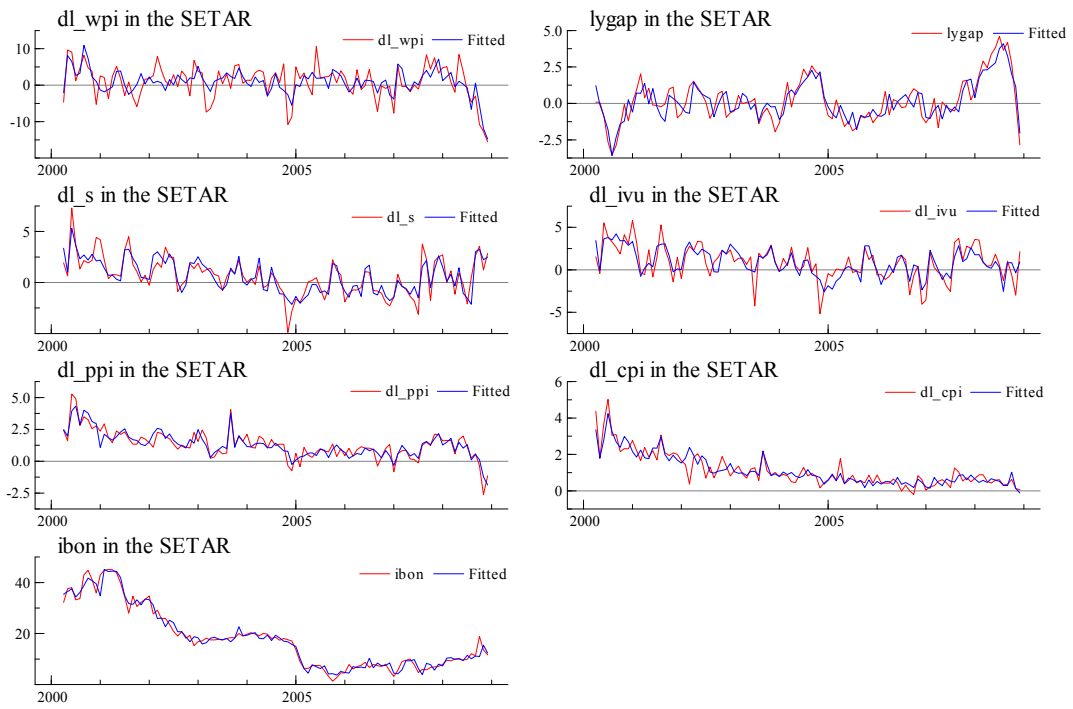 dl_wpi in the SETAR
dl_wpi Fitted
10
0
-10
2000 2005
lygap in the SETAR
lygap Fitted
5.0
2.5
0.0
-2.5
2000 2005
dl_s in the SETAR
dl_s Fitted
5
0
2000 2005
dl_ivu in the SETAR
dl_ivu Fitted
5
0
-5
2000 2005
dl_ppi in the SETAR
dl_ppi Fitted
5.0
2.5
0.0
-2.5
2000 2005
dl_cpi in the SETAR
dl_cpi Fitted
6
4
2
0
2000 2005
ibon in the SETAR
ibon Fitted
40
20
2000 2005